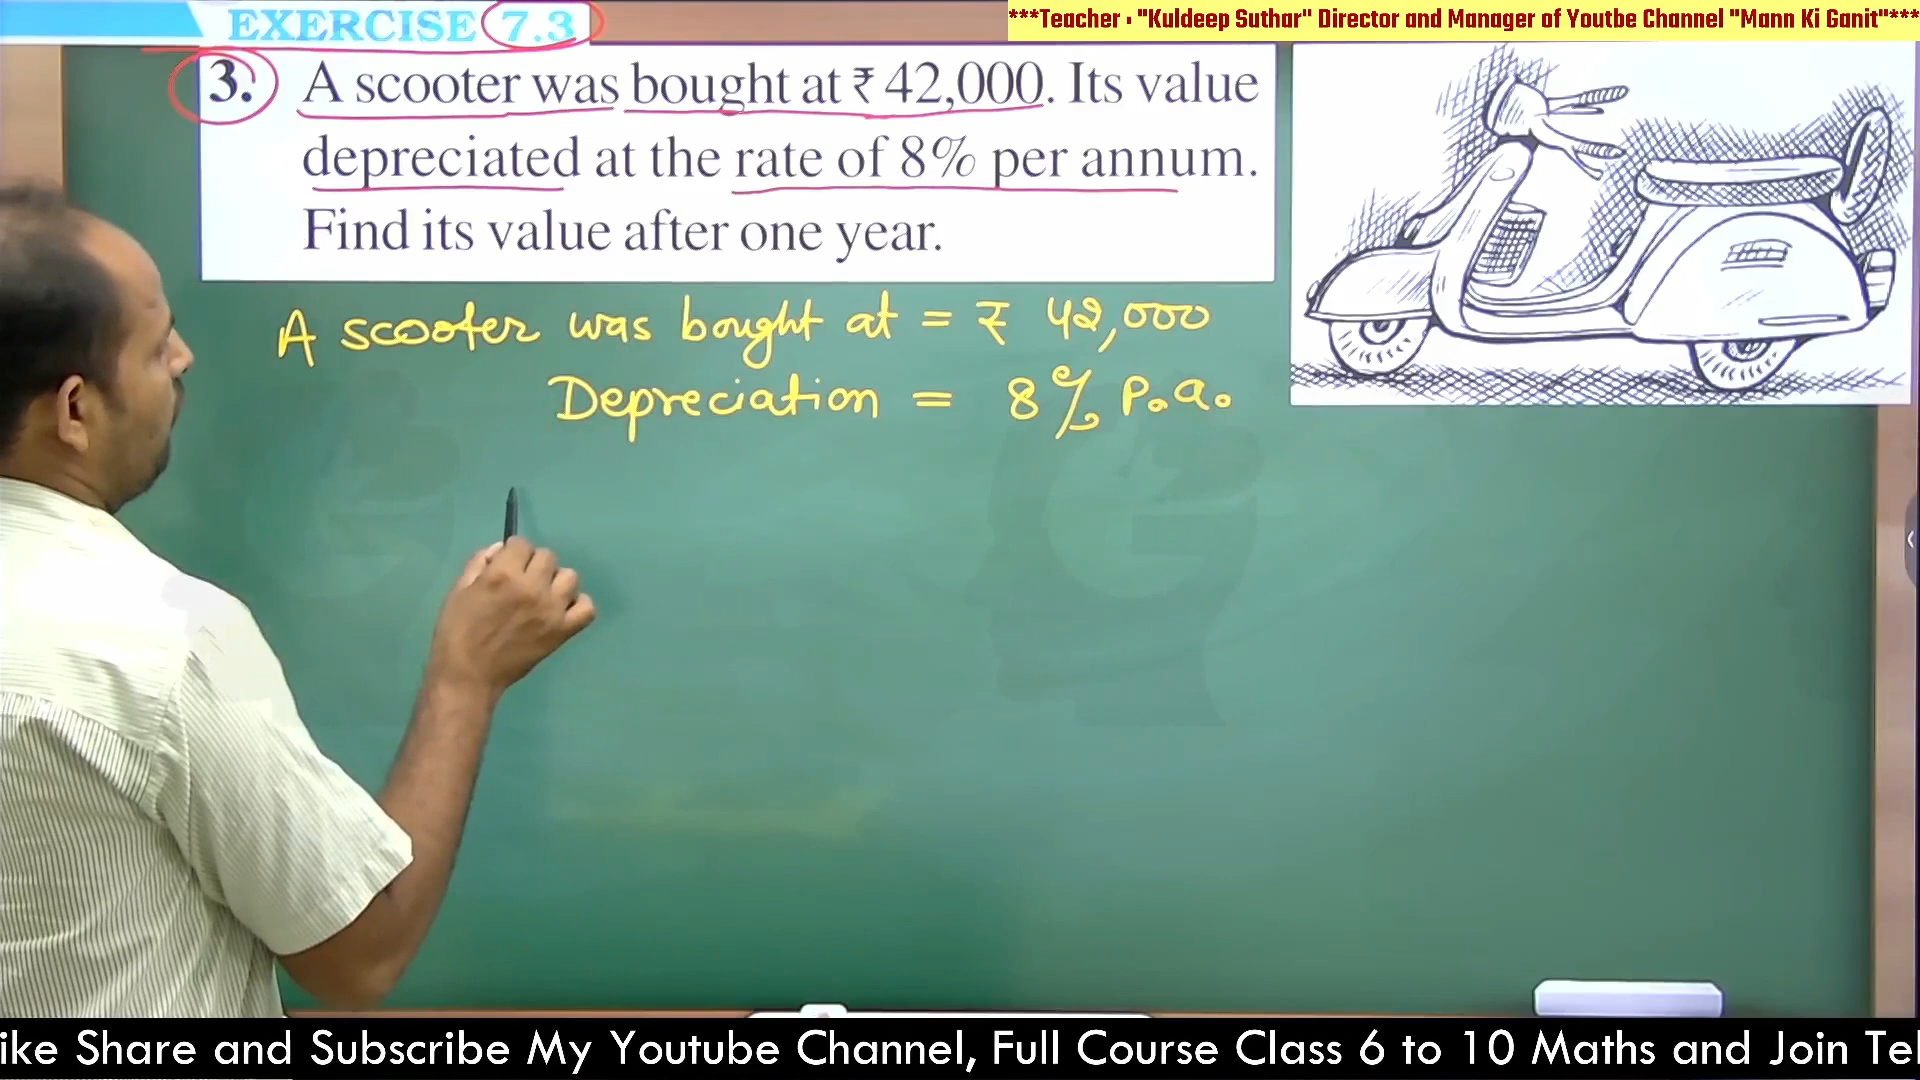 EXERCISE 7.3
***Teacher : "Kuldeep Suthar" Director and Manager of Youtbe Channel "Mann Ki Ganit"***
3. A scooter was bought at ₹ 42,000. Its value
depreciated at the rate of 8% per annum.
Find its value after one year.
A scooter was bought at = ₹ 42,000
Depreciation = 8% P.a.
ike Share and Subscribe My Youtube Channel, Full Course Class 6 to 10 Maths and Join Tel